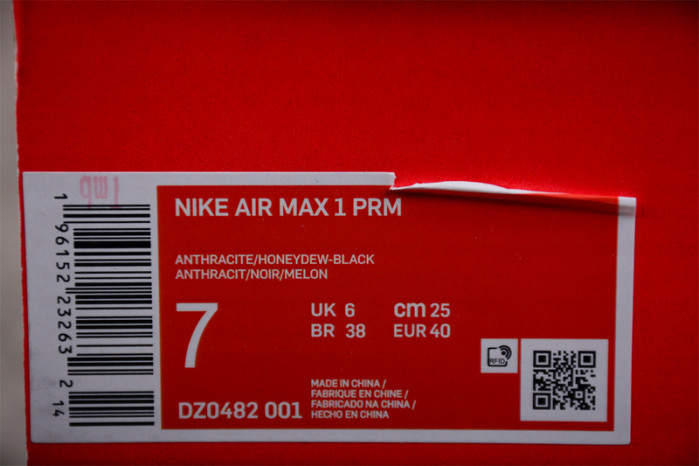 1 96152 23263 2 14
NIKE AIR MAX 1 PRM
ANTHRACITE/HONEYDEW-BLACK
ANTHRACIT/NOIR/MELON
7
UK 6 cm 25
BR 38 EUR 40
RFID
DZ0482 001
MADE IN CHINA /
FABRIQUE EN CHINE /
FABRICADO NA CHINA /
HECHO EN CHINA